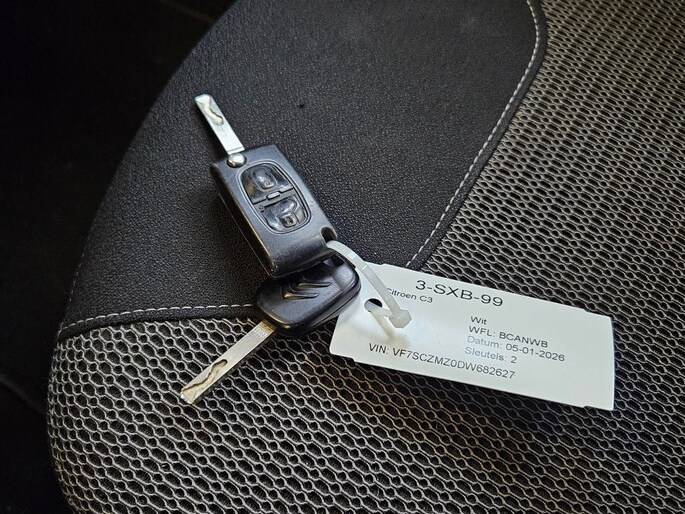 3-SXB-99
Citroen C3
Wit
WFL: BCANWB
Datum: 05-01-2026
Sleutels: 2
VIN: VF7SCZMZ0DW682627